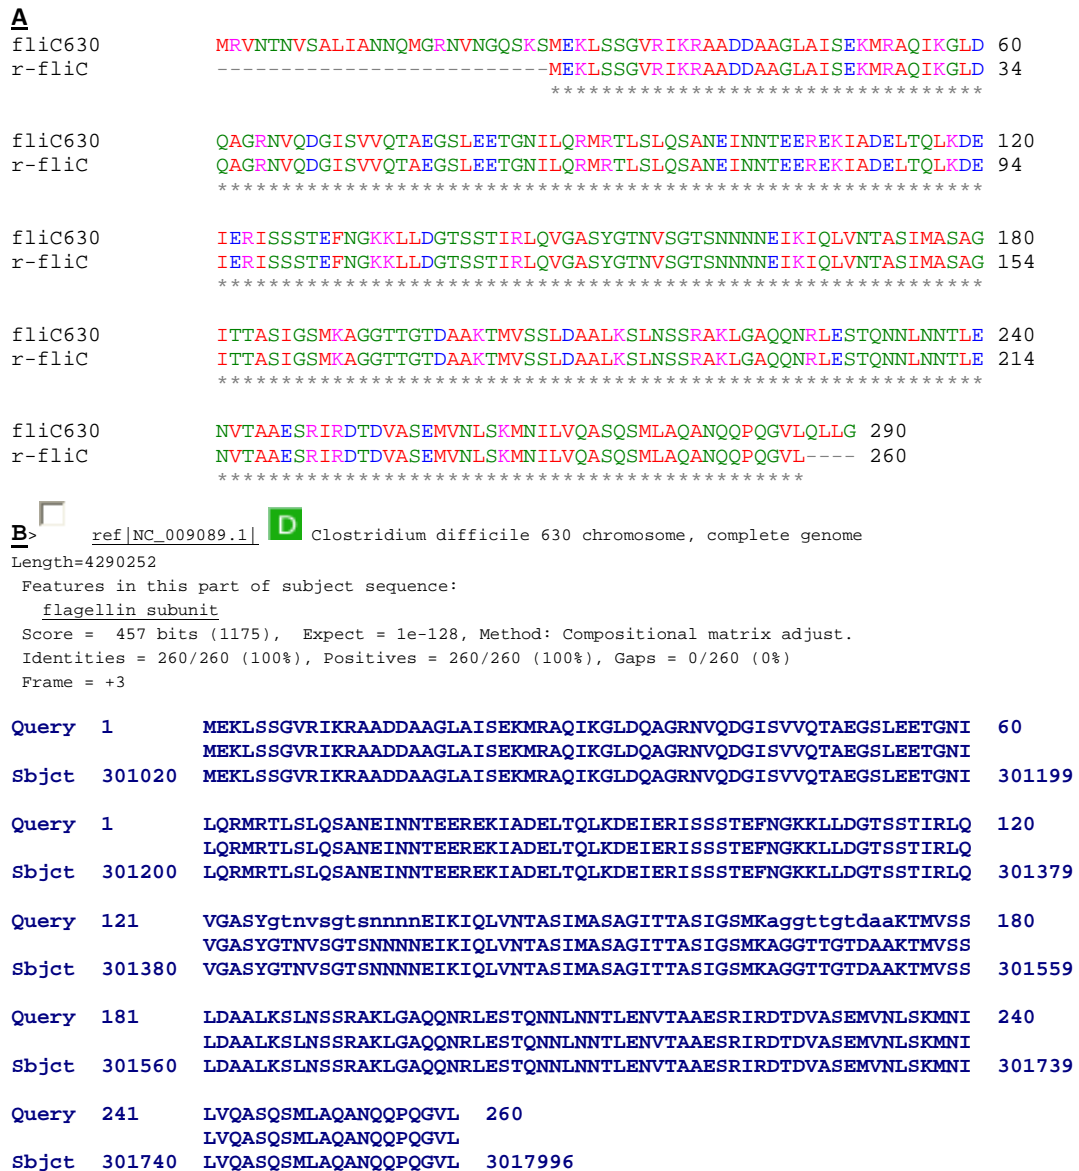 A
fliC630 MRVNTNVSALIANNQMGRNVNGQSKSMEKLSSGVRIKRAADDAAGLAISEKMRAQIKGLD 60
r-fliC --------------------------MEKLSSGVRIKRAADDAAGLAISEKMRAQIKGLD 34
**********************************
fliC630 QAGRNVQDGISVVQTAEGSLEETGNILQRMRTLSLQSANEINNTEEREKIADELTQLKDE 120
r-fliC QAGRNVQDGISVVQTAEGSLEETGNILQRMRTLSLQSANEINNTEEREKIADELTQLKDE 94
************************************************************
fliC630 IERISSSTEFNGKKLLDGTSSTIRLQVGASYGTNVSGTSNNNNEIKIQLVNTASIMASAG 180
r-fliC IERISSSTEFNGKKLLDGTSSTIRLQVGASYGTNVSGTSNNNNEIKIQLVNTASIMASAG 154
************************************************************
fliC630 ITTASIGSMKAGGTTGTDAAKTMVSSLDAALKSLNSSRAKLGAQQNRLESTQNNLNNTLE 240
r-fliC ITTASIGSMKAGGTTGTDAAKTMVSSLDAALKSLNSSRAKLGAQQNRLESTQNNLNNTLE 214
************************************************************
fliC630 NVTAAESRIRDTDVASEMVNLSKMNILVQASQSMLAQANQQPQGVLQLLG 290
r-fliC NVTAAESRIRDTDVASEMVNLSKMNILVQASQSMLAQANQQPQGVL---- 260
**********************************************
B> ref|NC_009089.1| D Clostridium difficile 630 chromosome, complete genome
Length=4290252
Features in this part of subject sequence:
flagellin subunit
Score = 457 bits (1175), Expect = 1e-128, Method: Compositional matrix adjust.
Identities = 260/260 (100%), Positives = 260/260 (100%), Gaps = 0/260 (0%)
Frame = +3
Query 1 MEKLSSGVRIKRAADDAAGLAISEKMRAQIKGLDQAGRNVQDGISVVQTAEGSLEETGNI 60
MEKLSSGVRIKRAADDAAGLAISEKMRAQIKGLDQAGRNVQDGISVVQTAEGSLEETGNI
Sbjct 301020 MEKLSSGVRIKRAADDAAGLAISEKMRAQIKGLDQAGRNVQDGISVVQTAEGSLEETGNI 301199
Query 1 LQRMRTLSLQSANEINNTEEREKIADELTQLKDEIERISSSTEFNGKKLLDGTSSTIRLQ 120
LQRMRTLSLQSANEINNTEEREKIADELTQLKDEIERISSSTEFNGKKLLDGTSSTIRLQ
Sbjct 301200 LQRMRTLSLQSANEINNTEEREKIADELTQLKDEIERISSSTEFNGKKLLDGTSSTIRLQ 301379
Query 121 VGASYgtnvsgtsnnnnEIKIQLVNTASIMASAGITTASIGSMKaggttgtdaaKTMVSS 180
VGASYGTNVSGTSNNNNEIKIQLVNTASIMASAGITTASIGSMKAGGTTGTDAAKTMVSS
Sbjct 301380 VGASYGTNVSGTSNNNNEIKIQLVNTASIMASAGITTASIGSMKAGGTTGTDAAKTMVSS 301559
Query 181 LDAALKSLNSSRAKLGAQQNRLESTQNNLNNTLENVTAAESRIRDTDVASEMVNLSKMNI 240
LDAALKSLNSSRAKLGAQQNRLESTQNNLNNTLENVTAAESRIRDTDVASEMVNLSKMNI
Sbjct 301560 LDAALKSLNSSRAKLGAQQNRLESTQNNLNNTLENVTAAESRIRDTDVASEMVNLSKMNI 301739
Query 241 LVQASQSMLAQANQQPQGVL 260
LVQASQSMLAQANQQPQGVL
Sbjct 301740 LVQASQSMLAQANQQPQGVL 3017996